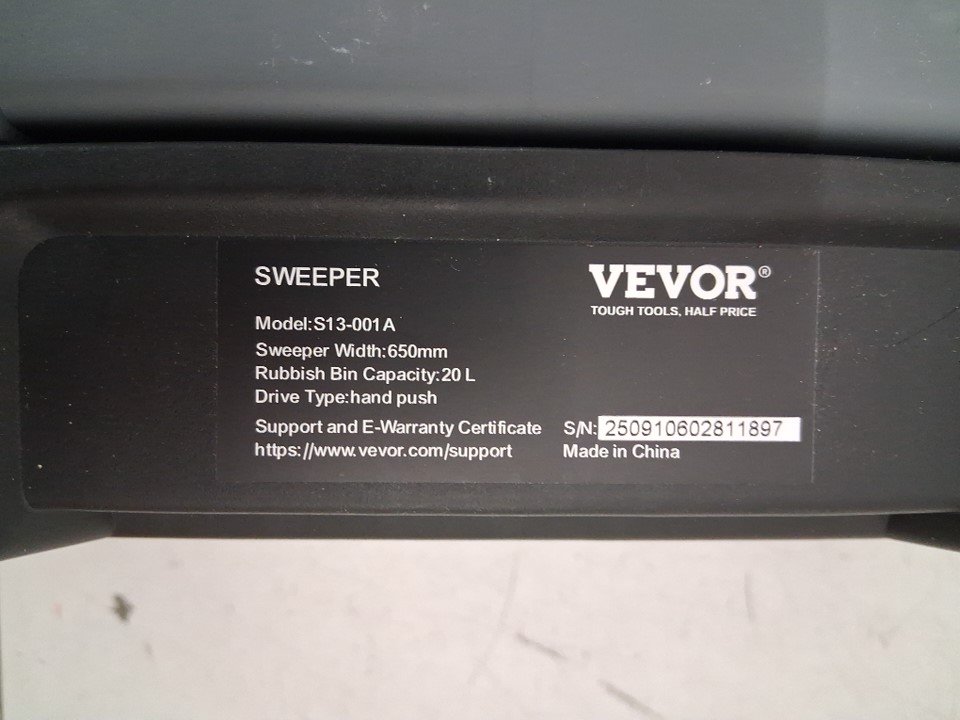 SWEEPER
VEVOR®
TOUGH TOOLS, HALF PRICE
Model:S13-001A
Sweeper Width:650mm
Rubbish Bin Capacity:20 L
Drive Type:hand push
Support and E-Warranty Certificate
https://www.vevor.com/support
S/N: 250910602811897
Made in China